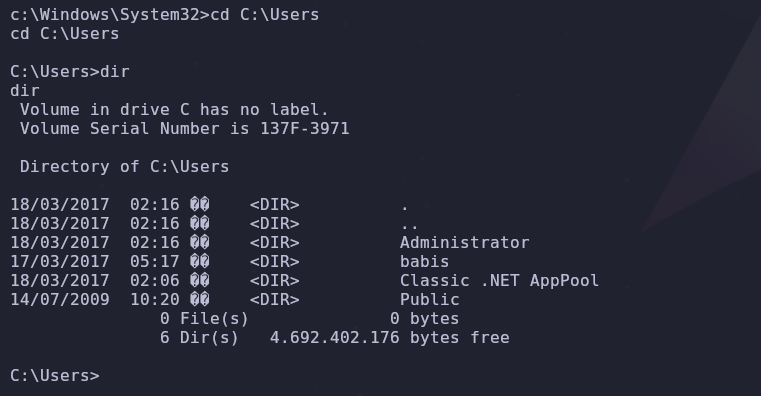 c:\Windows\System32>cd C:\Users
cd C:\Users
C:\Users>dir
dir
Volume in drive C has no label.
Volume Serial Number is 137F-3971
Directory of C:\Users
18/03/2017  02:16 ��    <DIR>          .
18/03/2017  02:16 ��    <DIR>          ..
18/03/2017  02:16 ��    <DIR>          Administrator
17/03/2017  05:17 ��    <DIR>          babis
18/03/2017  02:06 ��    <DIR>          Classic .NET AppPool
14/07/2009  10:20 ��    <DIR>          Public
0 File(s)              0 bytes
6 Dir(s)   4.692.402.176 bytes free
C:\Users>